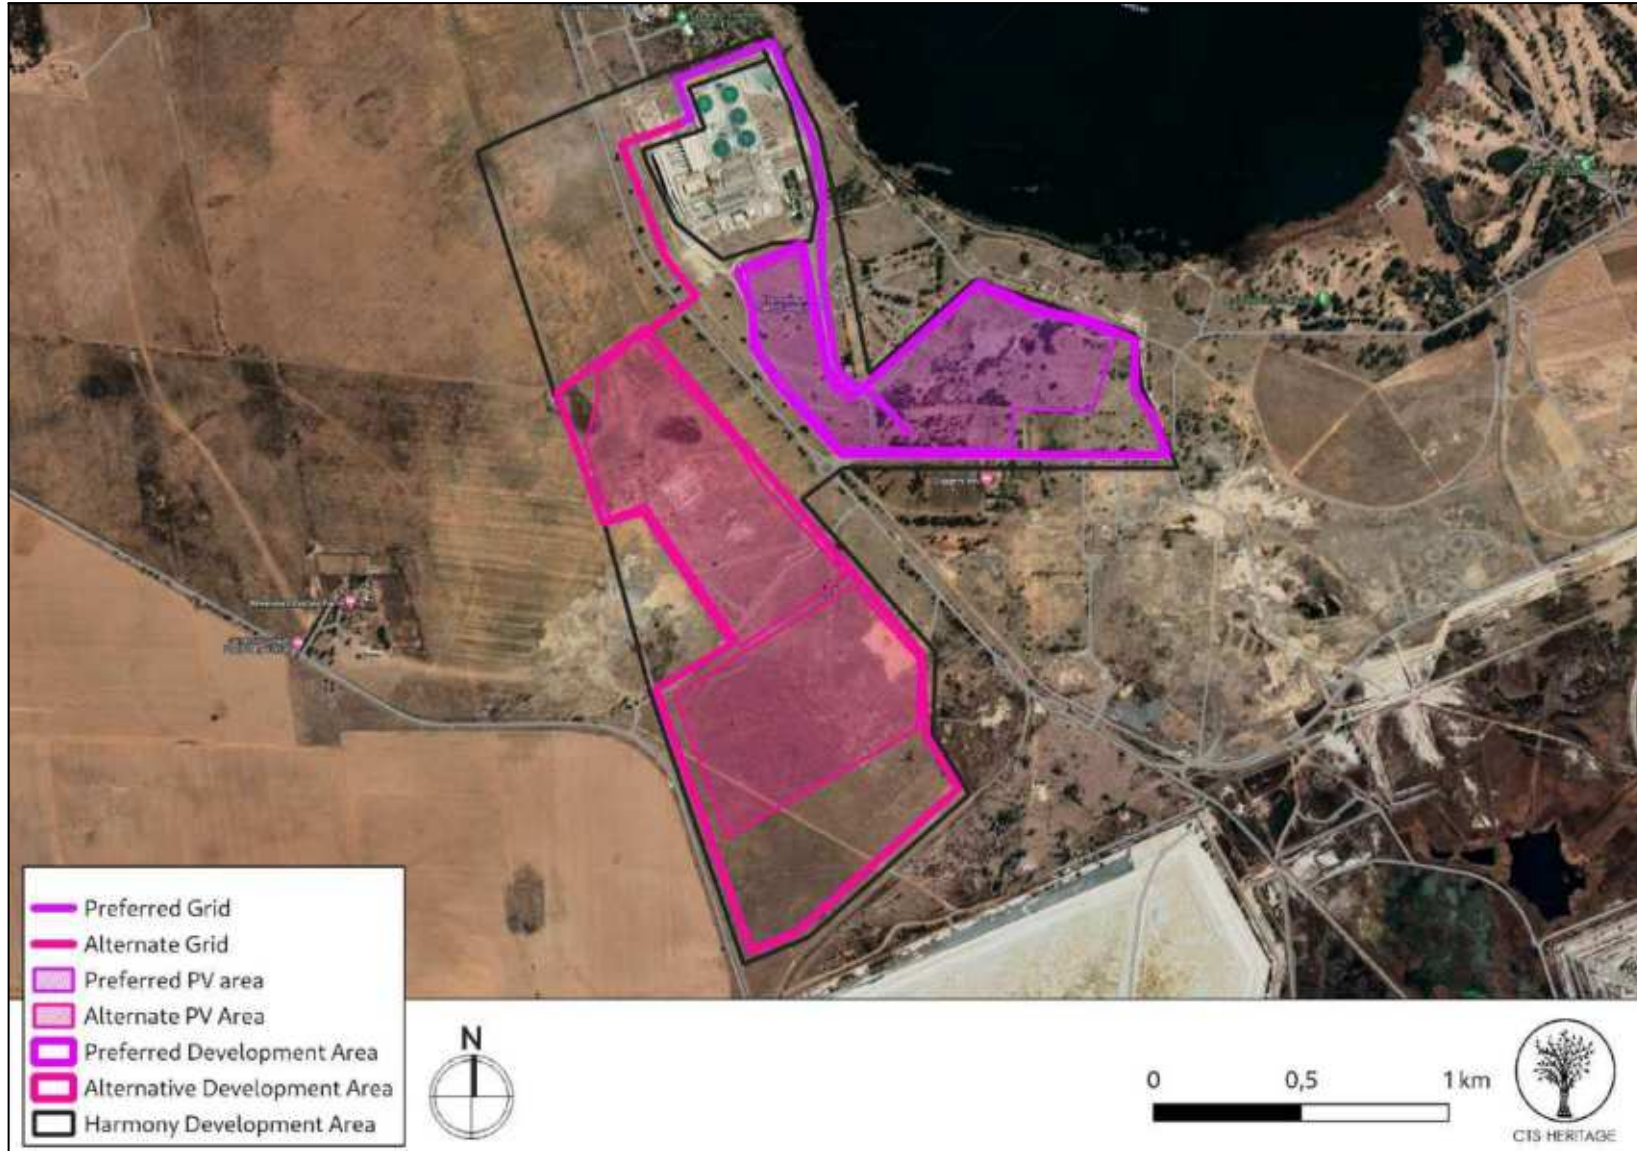 Preferred Grid
Alternate Grid
Preferred PV area
Alternate PV Area
Preferred Development Area
Alternative Development Area
Harmony Development Area
N
0 0,5 1 km
CTS HERITAGE